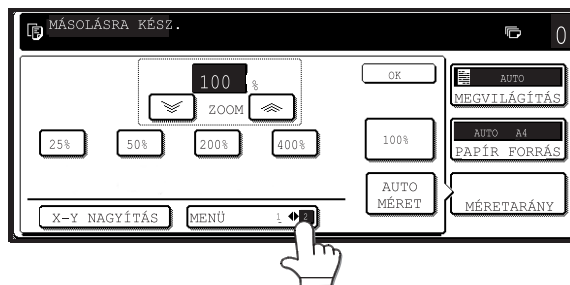 MÁSOLÁSRA KÉSZ.
0
100 %
ZOOM
25% 50% 200% 400%
OK
100%
AUTO
MÉRET
X-Y NAGYÍTÁS
MENÜ 1 2
AUTO
MEGVILÁGÍTÁS
AUTO A4
PAPÍR FORRÁS
MÉRETARÁNY